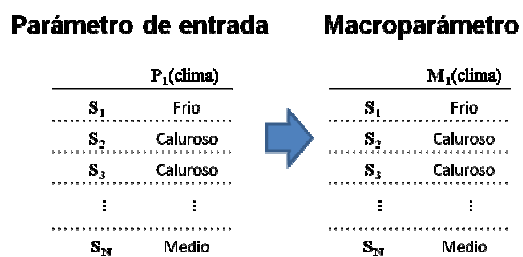 Parámetro de entrada Macroparámetro
P1(clima) M1(clima)
S1 Frio S1 Frio
S2 Caluroso S2 Caluroso
S3 Caluroso S3 Caluroso
⋮ ⋮ ⋮ ⋮
SN Medio SN Medio